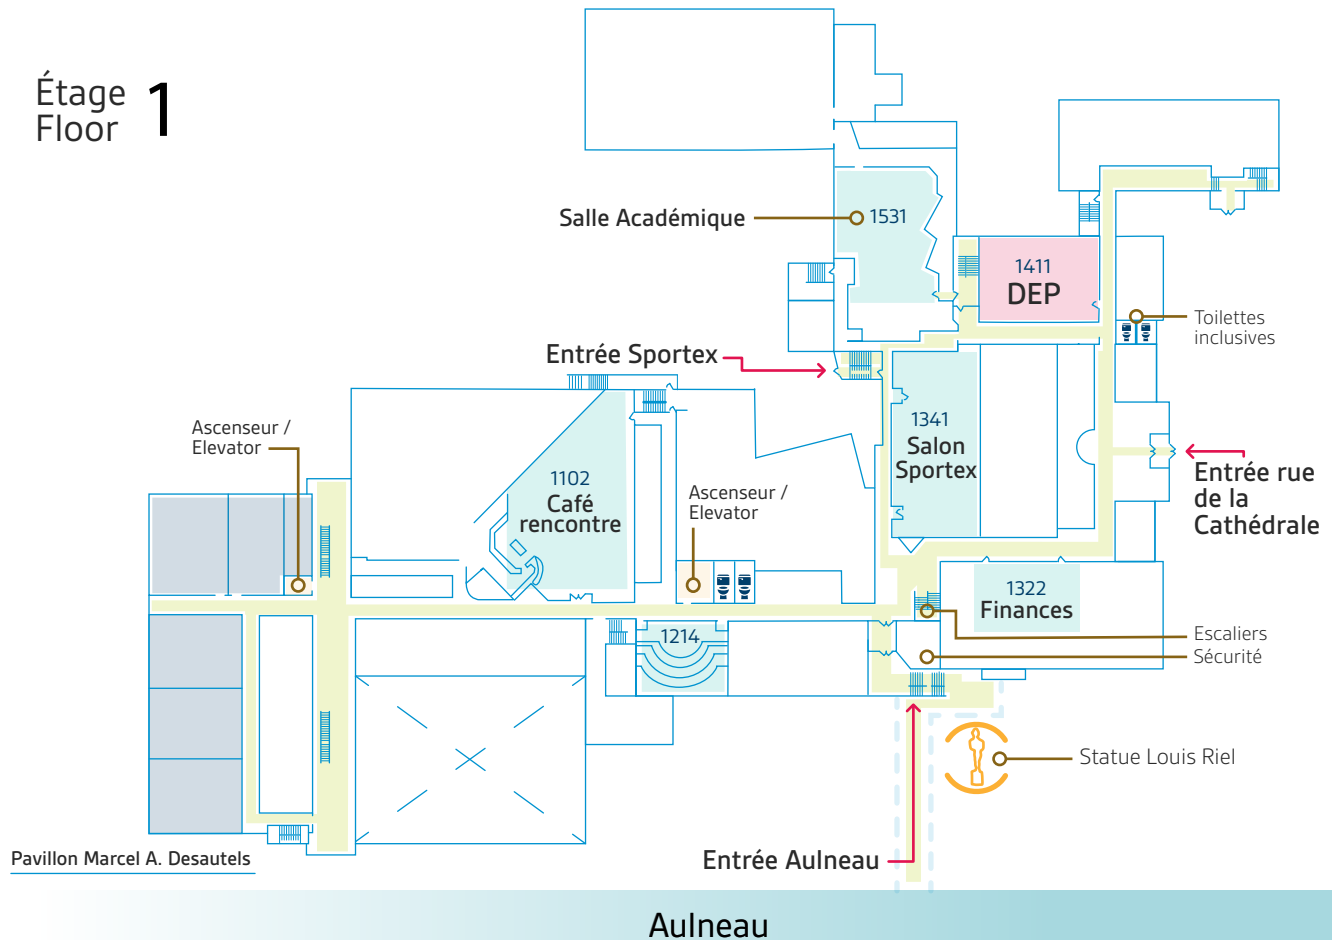 Étage
Floor
1
Salle Académique
1531
1411
DEP
Toilettes
inclusives
Entrée Sportex
1341
Salon
Sportex
Ascenseur /
Elevator
1102
Café
rencontre
Ascenseur /
Elevator
Entrée rue
de la
Cathédrale
1322
Finances
1214
Escaliers
Sécurité
Statue Louis Riel
Pavillon Marcel A. Desautels
Entrée Aulneau
Aulneau